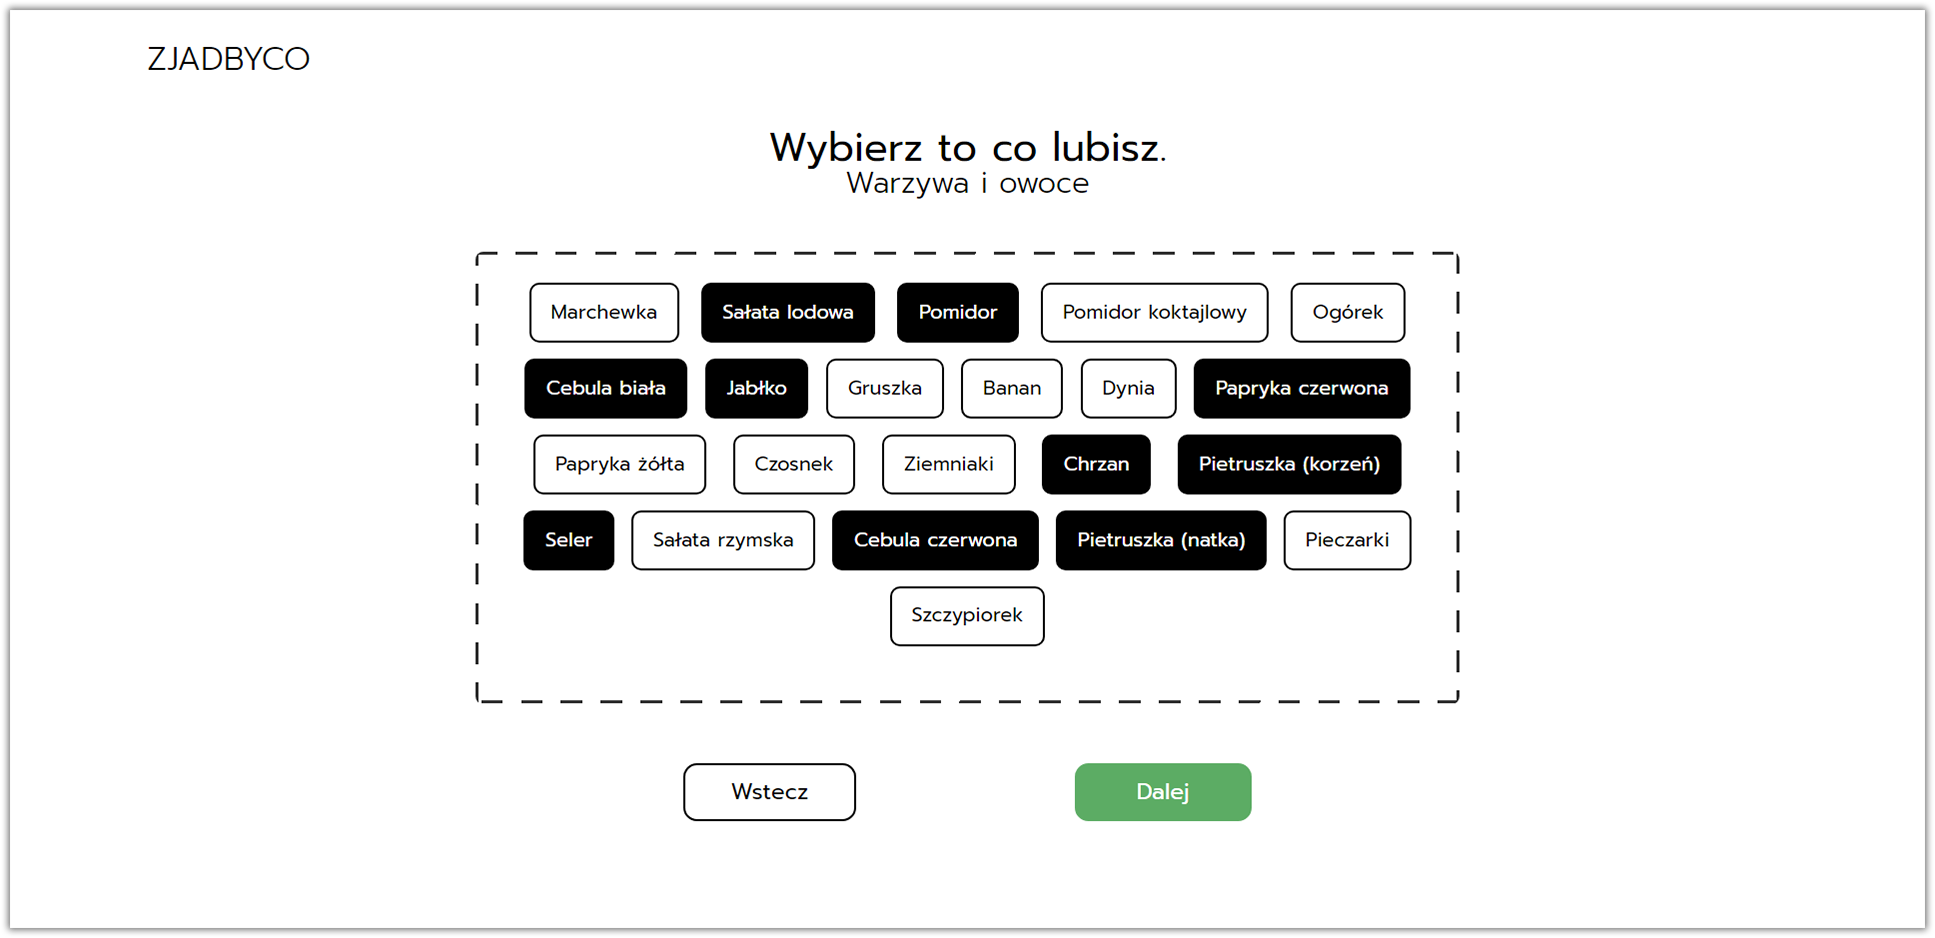 ZJADBYCO
Wybierz to co lubisz.
Warzywa i owoce
Marchewka Sałata lodowa Pomidor Pomidor koktajlowy Ogórek
Cebula biała Jabłko Gruszka Banan Dynia Papryka czerwona
Papryka żółta Czosnek Ziemniaki Chrzan Pietruszka (korzeń)
Seler Sałata rzymska Cebula czerwona Pietruszka (natka) Pieczarki
Szczypiorek
Wstecz Dalej